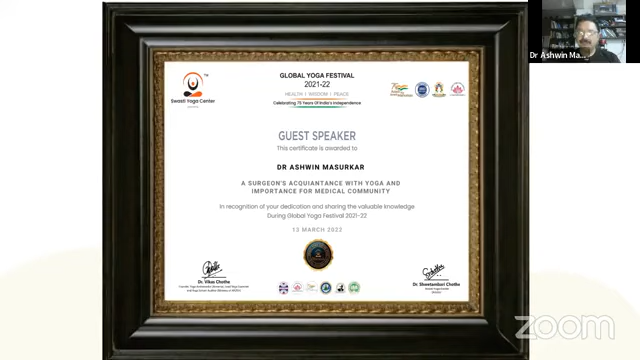 Dr Ashwin Ma...
TM
Swasti Yoga Center
GLOBAL YOGA FESTIVAL
2021-22
HEALTH | WISDOM | PEACE
Celebrating 75 Years Of India's Independence
GUEST SPEAKER
This certificate is awarded to
DR ASHWIN MASURKAR
A SURGEON'S ACQUIANTANCE WITH YOGA AND
IMPORTANCE FOR MEDICAL COMMUNITY
In recognition of your dedication and sharing the valuable knowledge
During Global Yoga Festival 2021-22
13 MARCH 2022
Dr. Vikas Chothe
Dr. Shwetambari Chothe
zoom